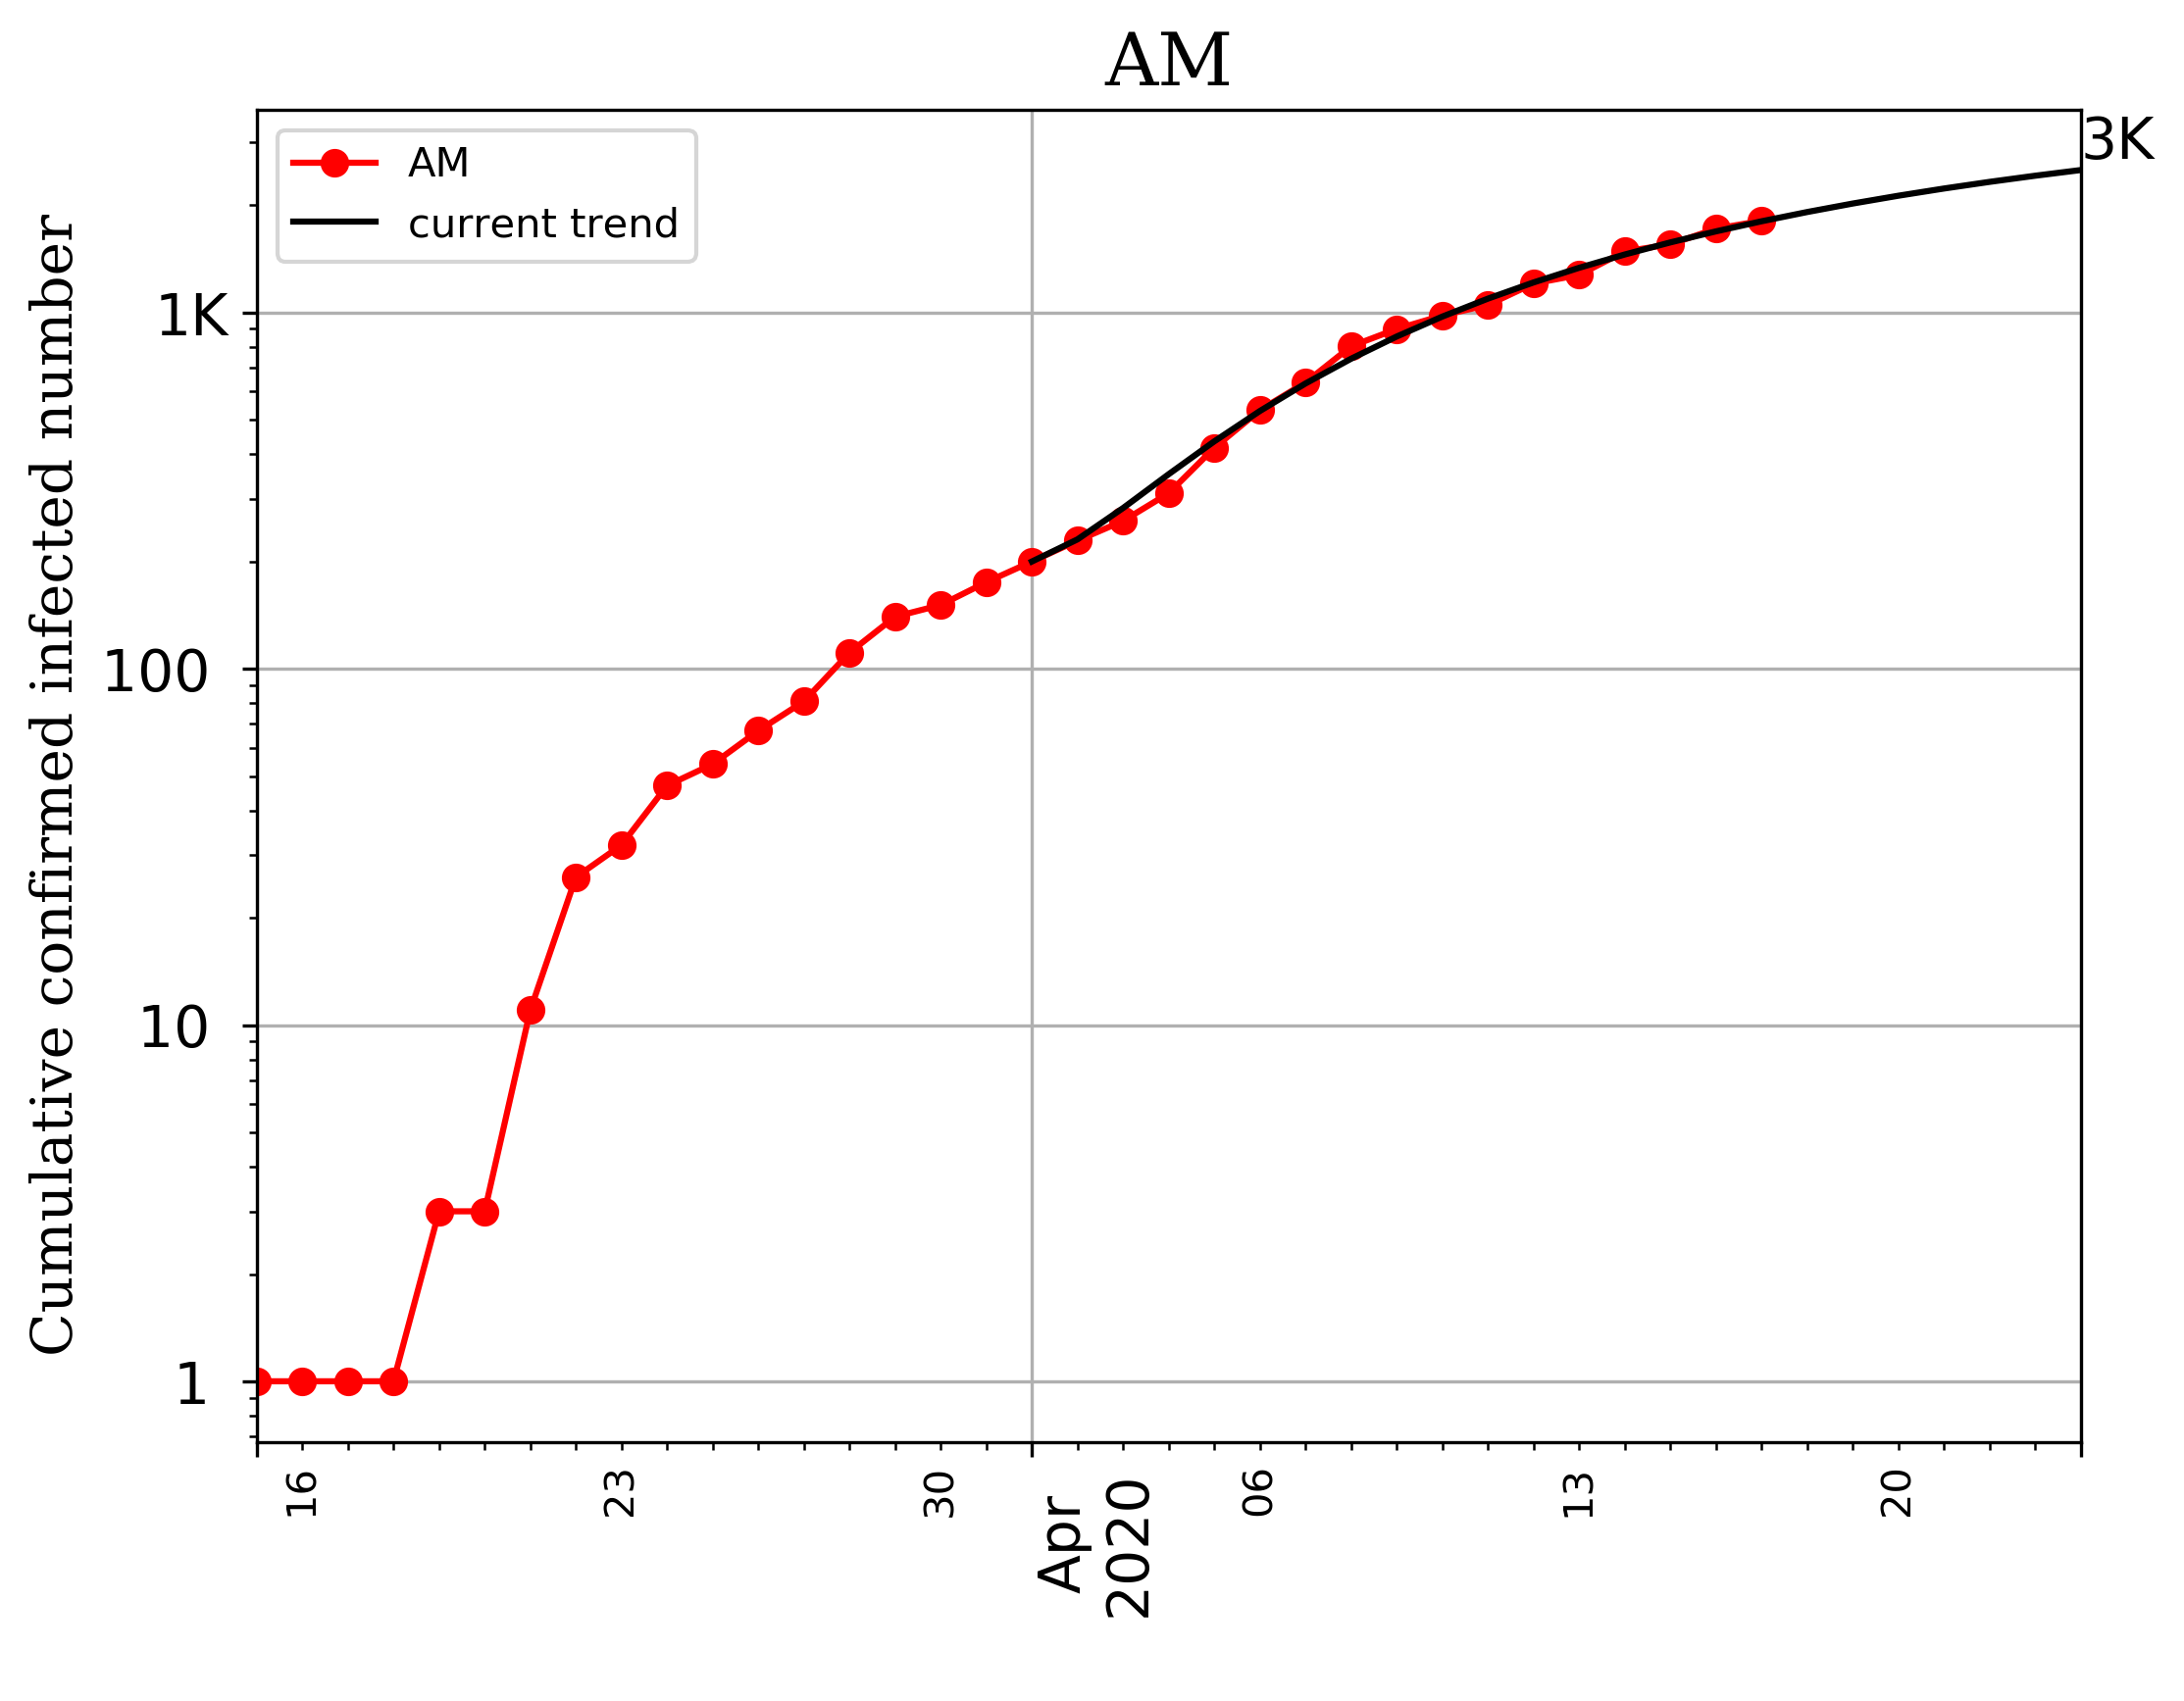 AM
3K
AM
current trend
Cumulative confirmed infected number
1K
100
10
1
16
23
30
Apr
2020
06
13
20